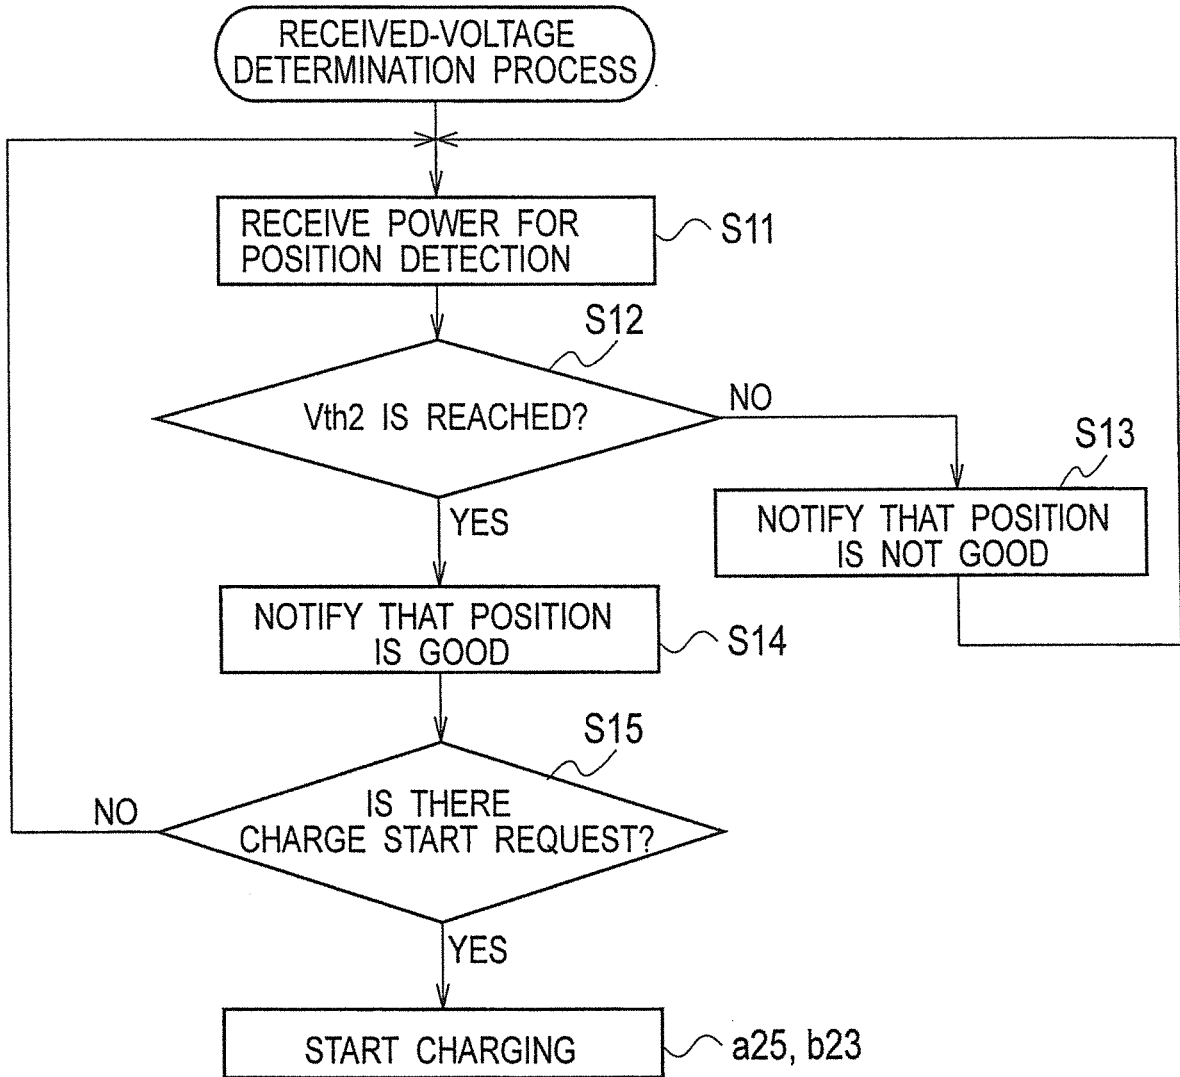 RECEIVED-VOLTAGE
DETERMINATION PROCESS
RECEIVE POWER FOR
POSITION DETECTION
S11
S12
Vth2 IS REACHED?
NO
S13
YES
NOTIFY THAT POSITION
IS NOT GOOD
NOTIFY THAT POSITION
IS GOOD
S14
S15
IS THERE
CHARGE START REQUEST?
NO
YES
START CHARGING
a25, b23